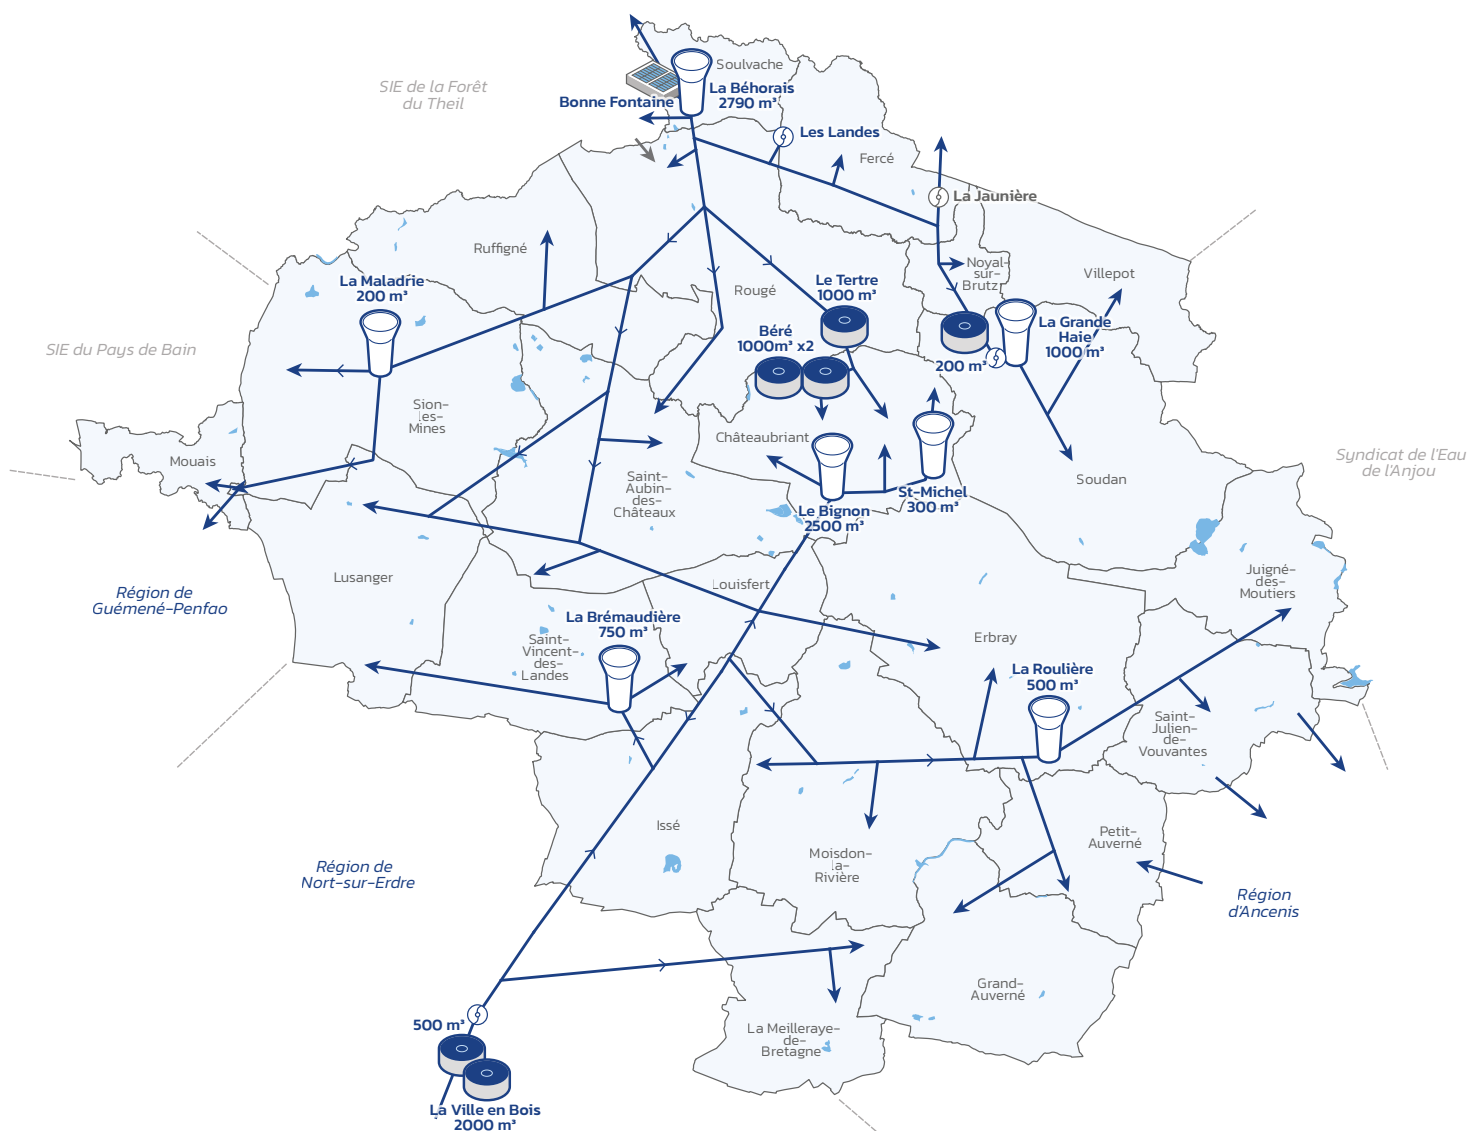 SIE de la Forêt
du Theil
Soulvache
La Béhorais
2790 m³
Bonne Fontaine
Les Landes
Fercé
La Jaunière
Ruffigné
La Maladrie
200 m³
Rougé
Le Tertre
1000 m³
Noyal-
sur-
Brutz
Villepot
Béré
1000m³ x2
La Grande
Haie
1000 m³
200 m³
SIE du Pays de Bain
Sion-
les-
Mines
Mouais
Châteaubriant
Saint-
Aubin-
des-
Châteaux
St-Michel
300 m³
Le Bignon
2500 m³
Soudan
Syndicat de l'Eau
de l'Anjou
Région de
Guémené-Penfao
Lusanger
Louisfert
Juigné-
des-
Moutiers
La Brémaudière
750 m³
Saint-
Vincent-
des-
Landes
Erbray
La Roulière
500 m³
Saint-
Julien-
de-
Vouvantes
Issé
Moisdon-
la-
Rivière
Petit-
Auverné
Région de
Nort-sur-Erdre
Région
d'Ancenis
Grand-
Auverné
500 m³
La Meilleraye-
de-
Bretagne
La Ville en Bois
2000 m³